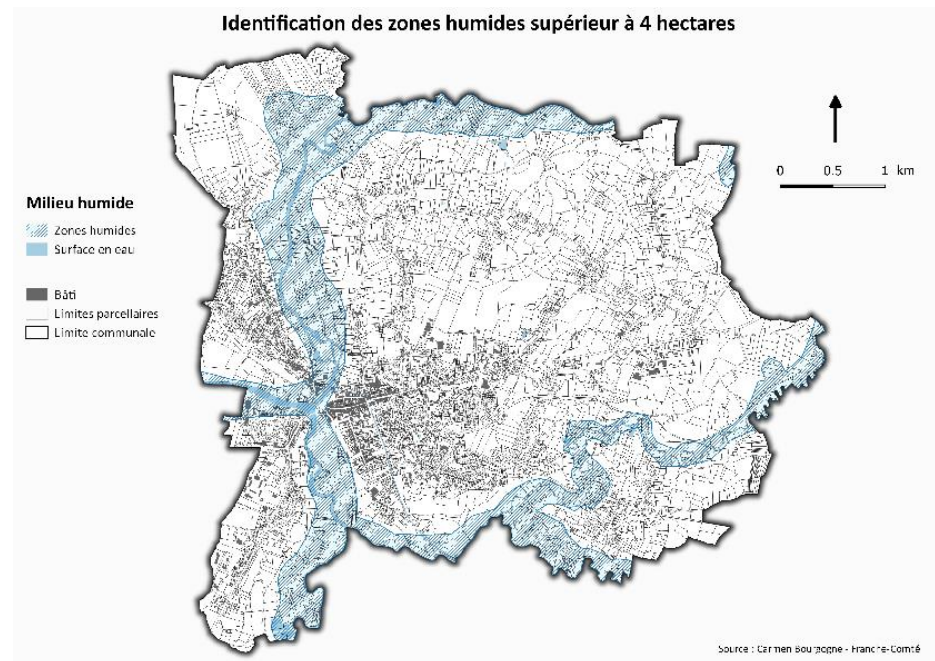 Identification des zones humides supérieur à 4 hectares
0 0.5 1 km
Milieu humide
Zones humides
Surface en eau
Bâti
Limites parcellaires
Limite communale
Source : Carmen Bourgogne - Franche-Comté